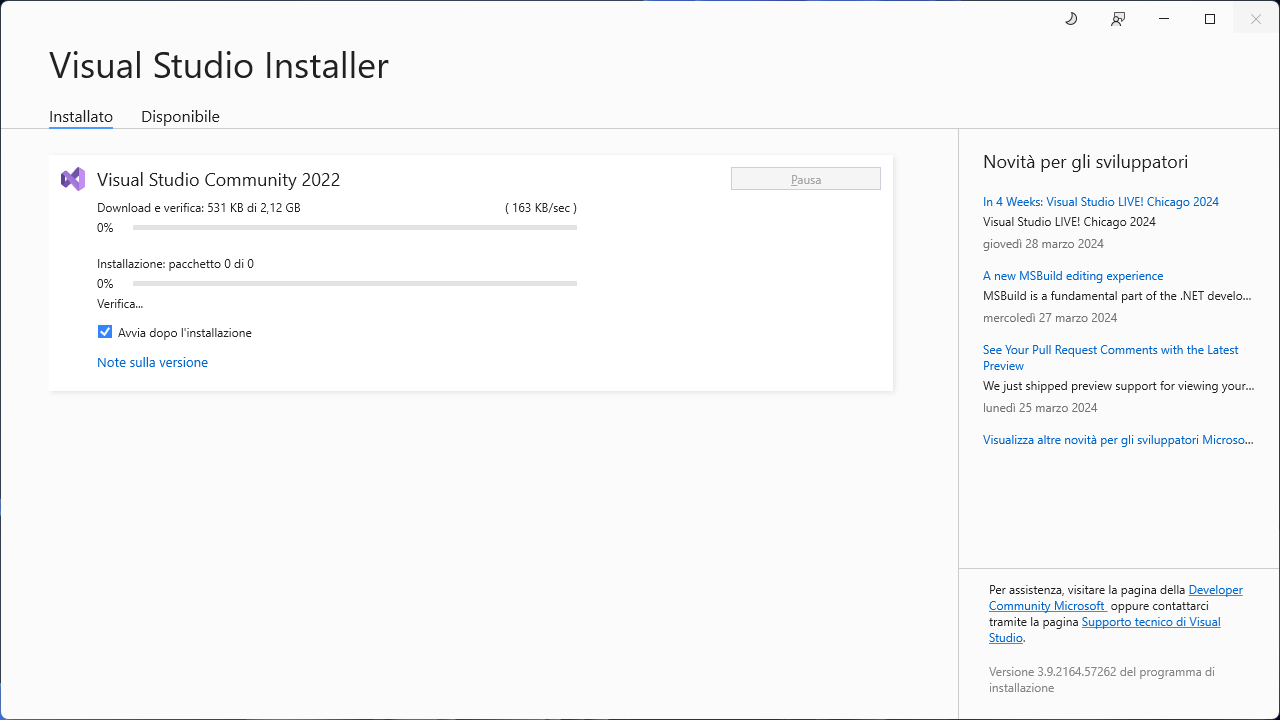 Visual Studio Installer
Installato
Disponibile
Visual Studio Community 2022
Pausa
Download e verifica: 531 KB di 2,12 GB
( 163 KB/sec )
0%
Installazione: pacchetto 0 di 0
0%
Verifica...
Avvia dopo l'installazione
Note sulla versione
Novità per gli sviluppatori
In 4 Weeks: Visual Studio LIVE! Chicago 2024
Visual Studio LIVE! Chicago 2024
giovedì 28 marzo 2024
A new MSBuild editing experience
MSBuild is a fundamental part of the .NET develo...
mercoledì 27 marzo 2024
See Your Pull Request Comments with the Latest
Preview
We just shipped preview support for viewing your...
lunedì 25 marzo 2024
Visualizza altre novità per gli sviluppatori Microso...
Per assistenza, visitare la pagina della Developer
Community Microsoft oppure contattarci
tramite la pagina Supporto tecnico di Visual
Studio.
Versione 3.9.2164.57262 del programma di
installazione